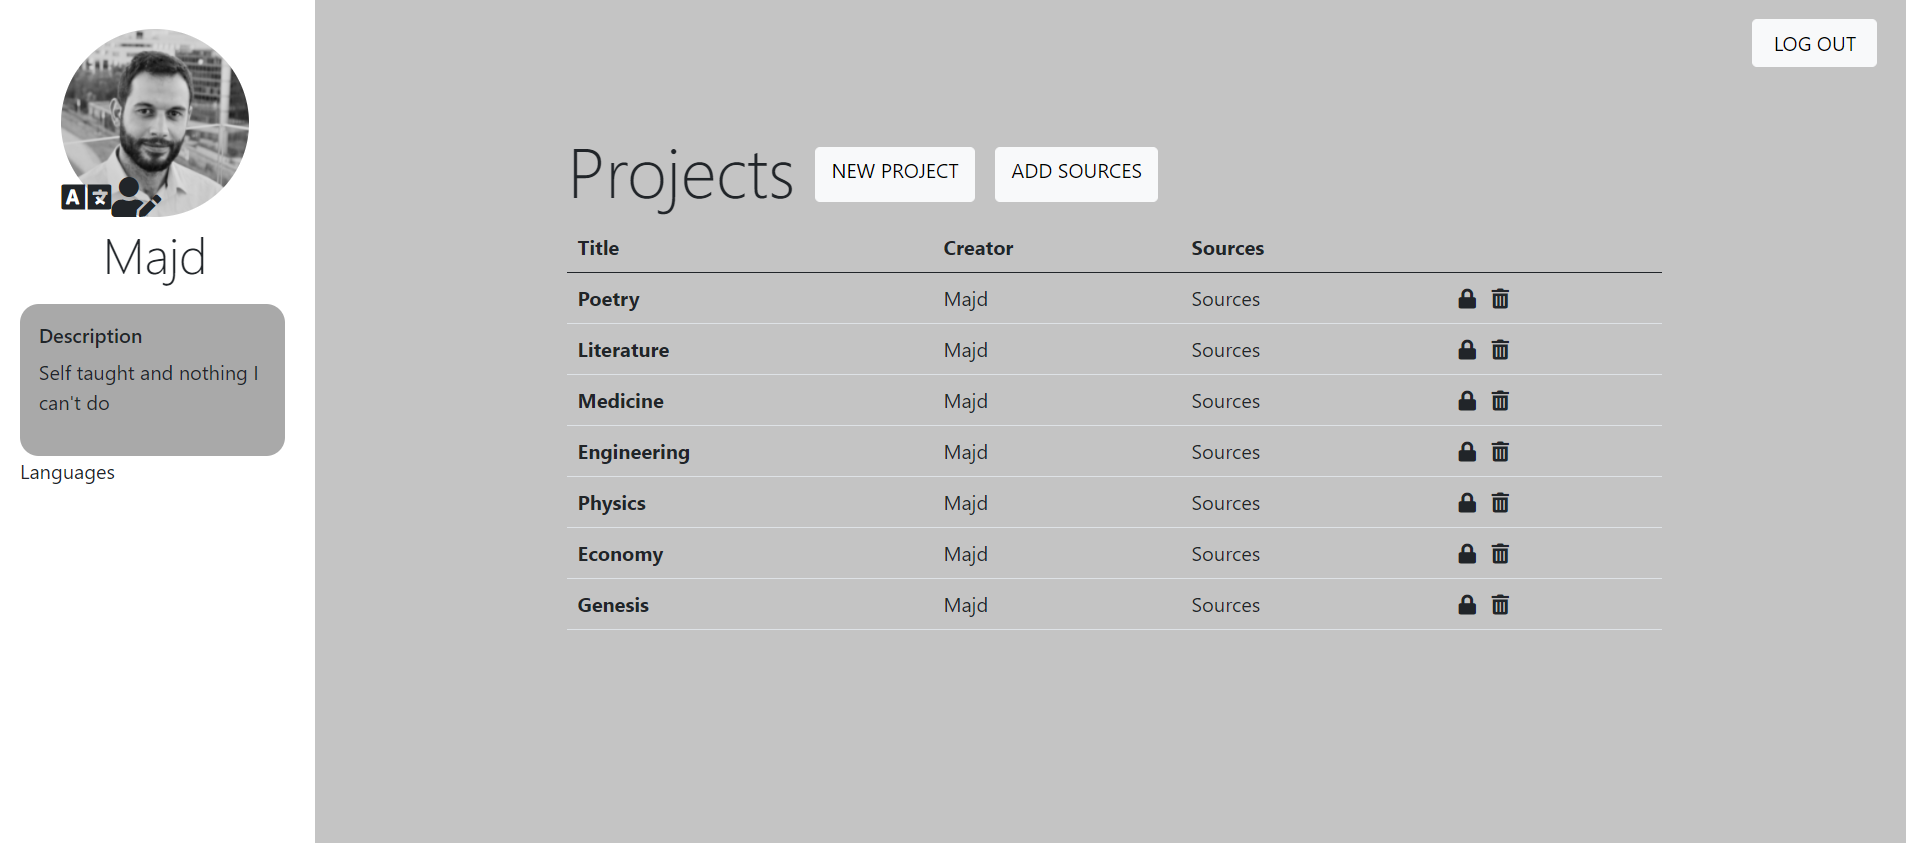 LOG OUT
Majd
Description
Self taught and nothing I
can't do
Languages
Projects NEW PROJECT ADD SOURCES
Title Creator Sources
Poetry Majd Sources
Literature Majd Sources
Medicine Majd Sources
Engineering Majd Sources
Physics Majd Sources
Economy Majd Sources
Genesis Majd Sources